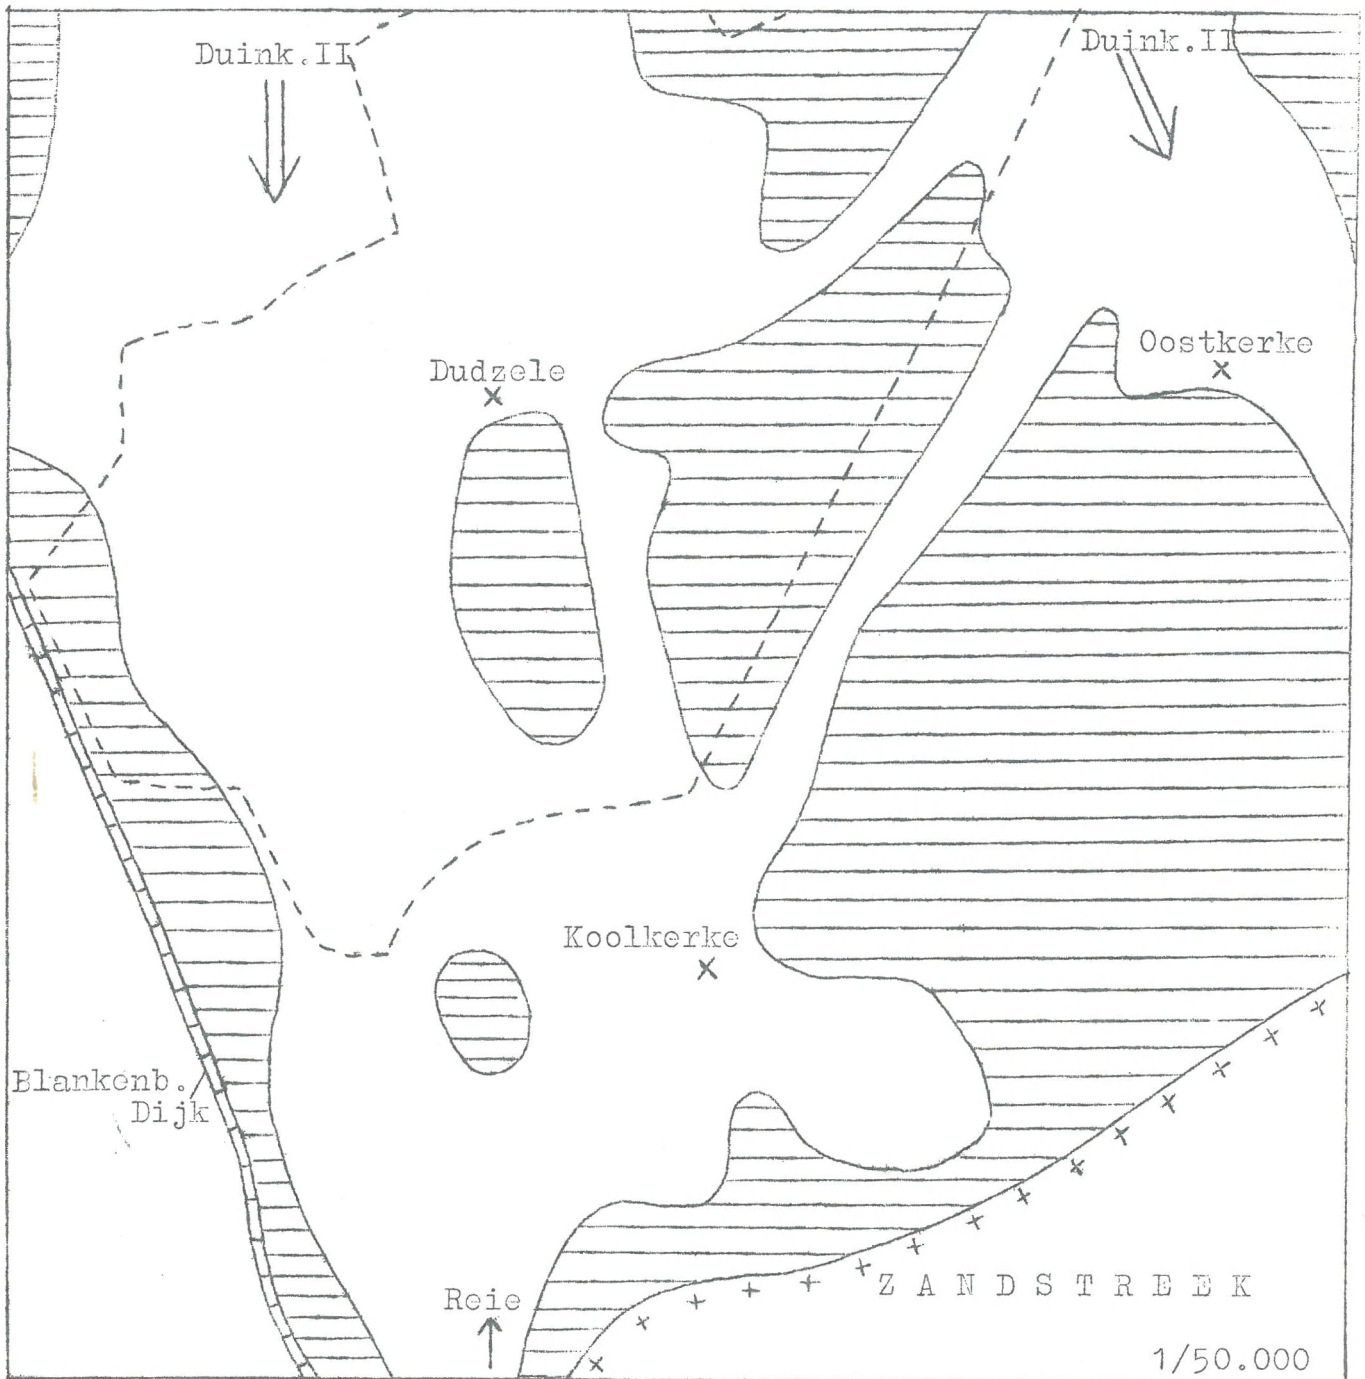 Duink.II
Duink.II
Oostkerke
Dudzele
Koolkerke
Blankenb.
Dijk
Reie
ZANDSTREEK
1/50.000